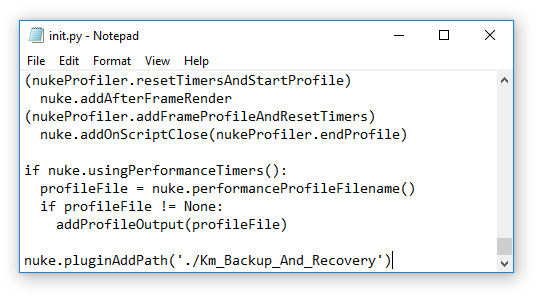 init.py - Notepad
File Edit Format View Help
(nukeProfiler.resetTimersAndStartProfile)
  nuke.addAfterFrameRender
(nukeProfiler.addFrameProfileAndResetTimers)
  nuke.addOnScriptClose(nukeProfiler.endProfile)

if nuke.usingPerformanceTimers():
  profileFile = nuke.performanceProfileFilename()
  if profileFile != None:
    addProfileOutput(profileFile)

nuke.pluginAddPath('./Km_Backup_And_Recovery')